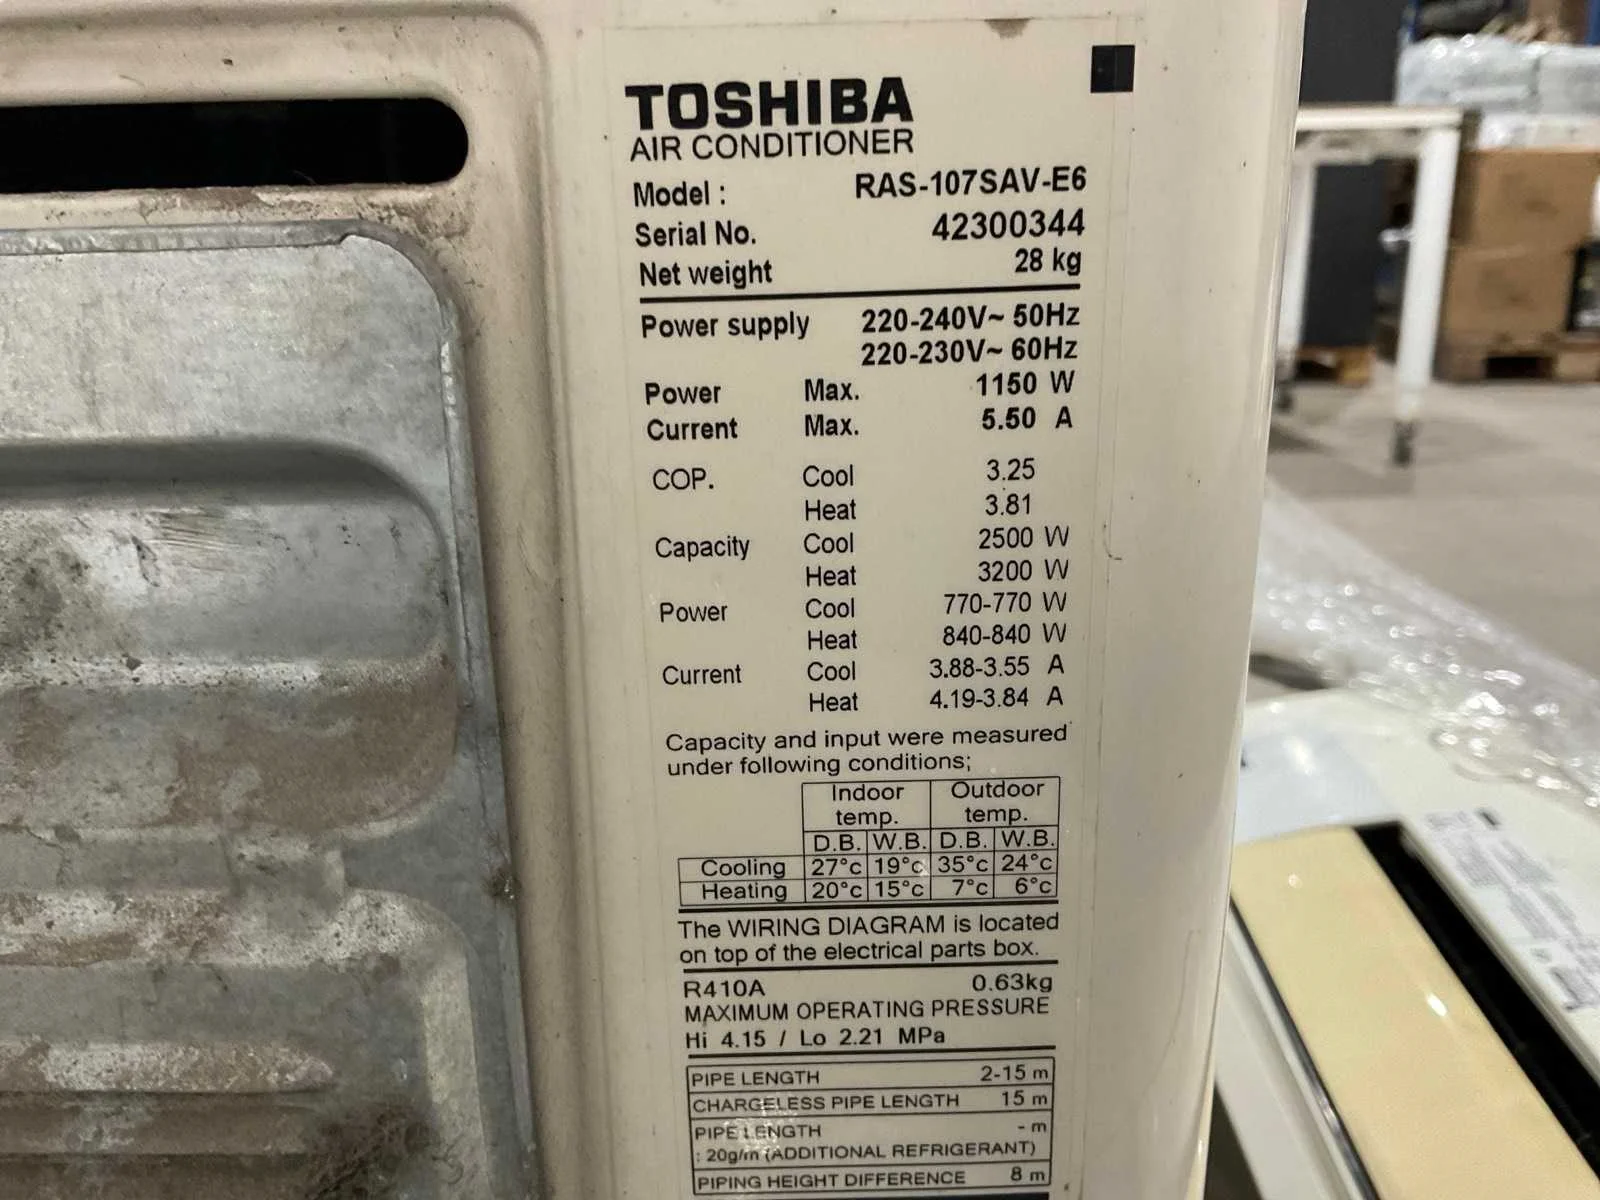 TOSHIBA
AIR CONDITIONER
Model : RAS-107SAV-E6
Serial No. 42300344
Net weight 28 kg
Power supply 220-240V~ 50Hz
220-230V~ 60Hz
Power Max. 1150 W
Current Max. 5.50 A
COP. Cool 3.25
Heat 3.81
Capacity Cool 2500 W
Heat 3200 W
Power Cool 770-770 W
Heat 840-840 W
Current Cool 3.88-3.55 A
Heat 4.19-3.84 A
Capacity and input were measured
under following conditions;
Indoor Outdoor
temp. temp.
D.B. W.B. D.B. W.B.
Cooling 27°c 19°c 35°c 24°c
Heating 20°c 15°c 7°c 6°c
The WIRING DIAGRAM is located
on top of the electrical parts box.
R410A 0.63kg
MAXIMUM OPERATING PRESSURE
Hi 4.15 / Lo 2.21 MPa
PIPE LENGTH 2-15 m
CHARGELESS PIPE LENGTH 15 m
PIPE LENGTH - m
: 20g/m (ADDITIONAL REFRIGERANT)
PIPING HEIGHT DIFFERENCE 8 m